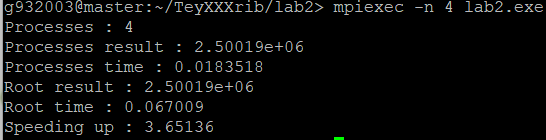 g932003@master:~/TeyXXXrib/lab2> mpiexec -n 4 lab2.exe
Processes : 4
Processes result : 2.50019e+06
Processes time : 0.0183518
Root result : 2.50019e+06
Root time : 0.067009
Speeding up : 3.65136